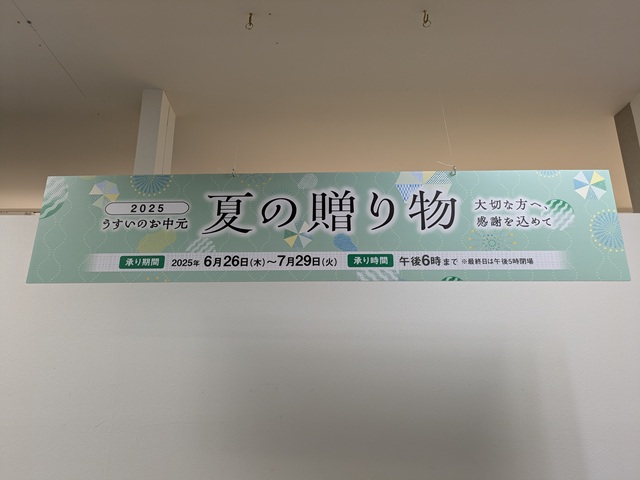 2025
うすいのお中元
夏の贈り物
大切な方へ、
感謝を込めて
承り期間 2025年 6月26日(木)～7月29日(火) 承り時間 午後6時まで ※最終日は午後5時閉場